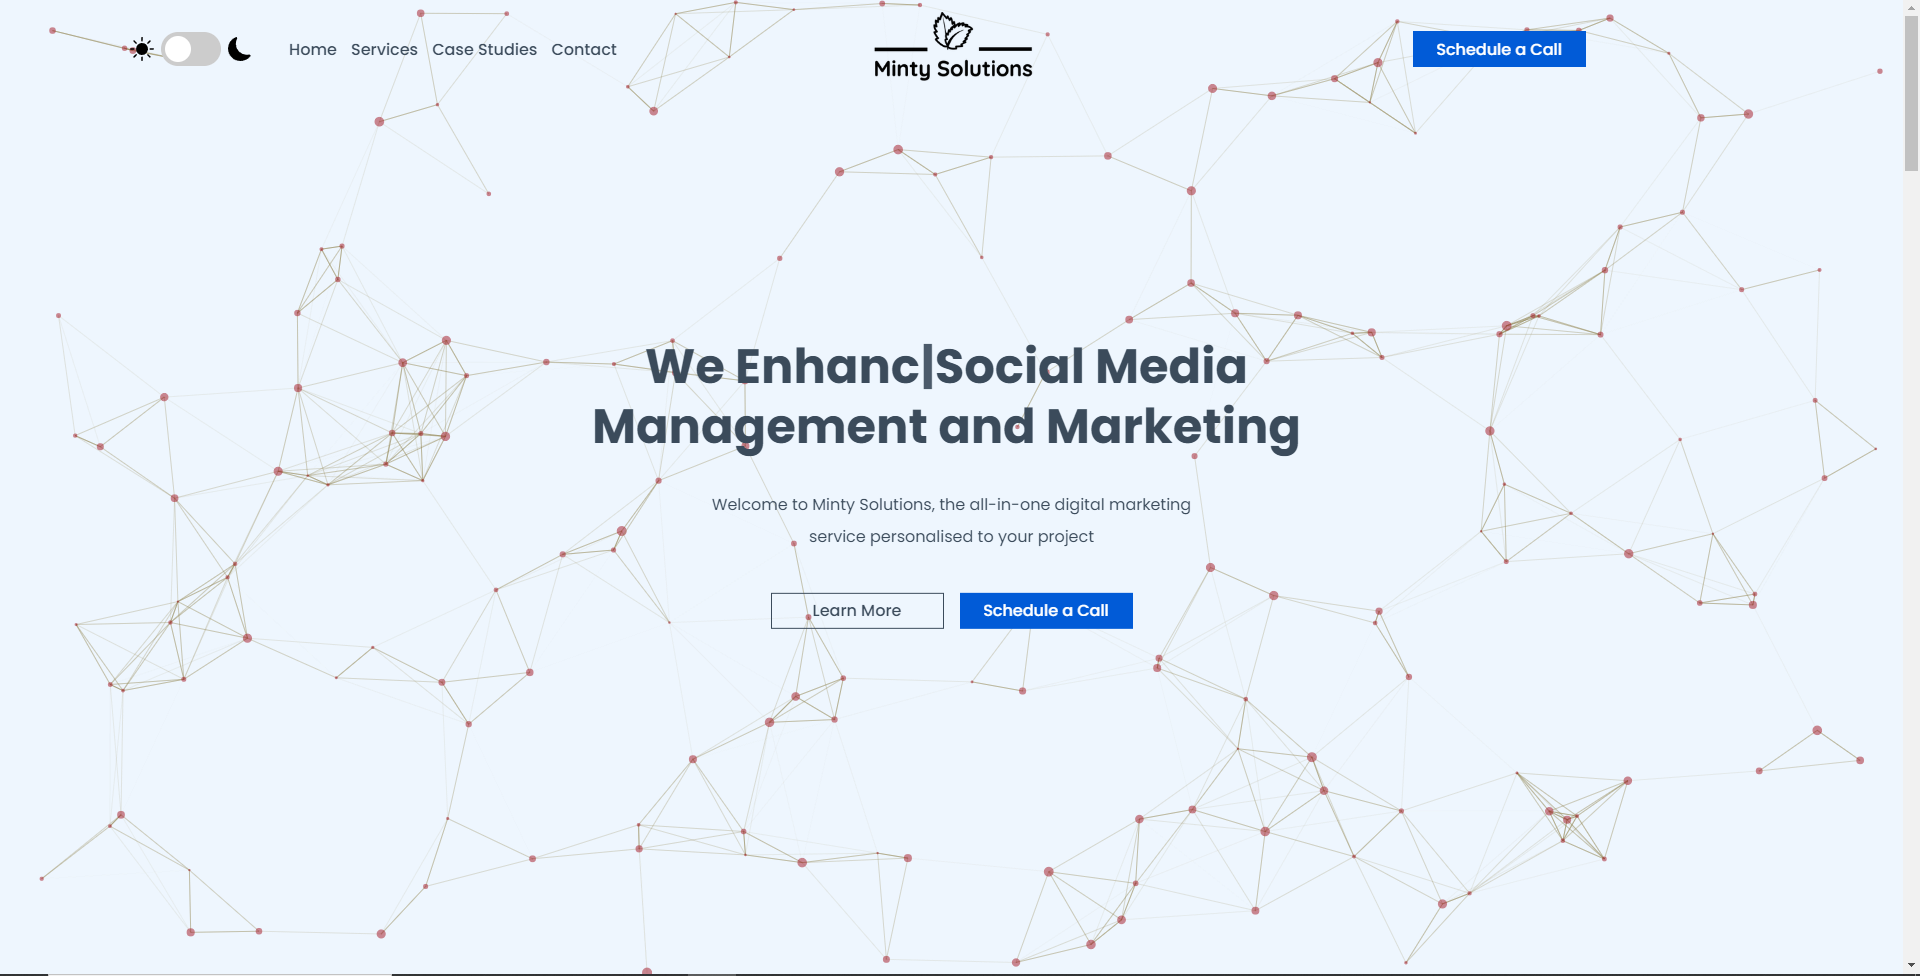 Home Services Case Studies Contact
Minty Solutions
Schedule a Call
We Enhanc|Social Media
Management and Marketing
Welcome to Minty Solutions, the all-in-one digital marketing
service personalised to your project
Learn More
Schedule a Call